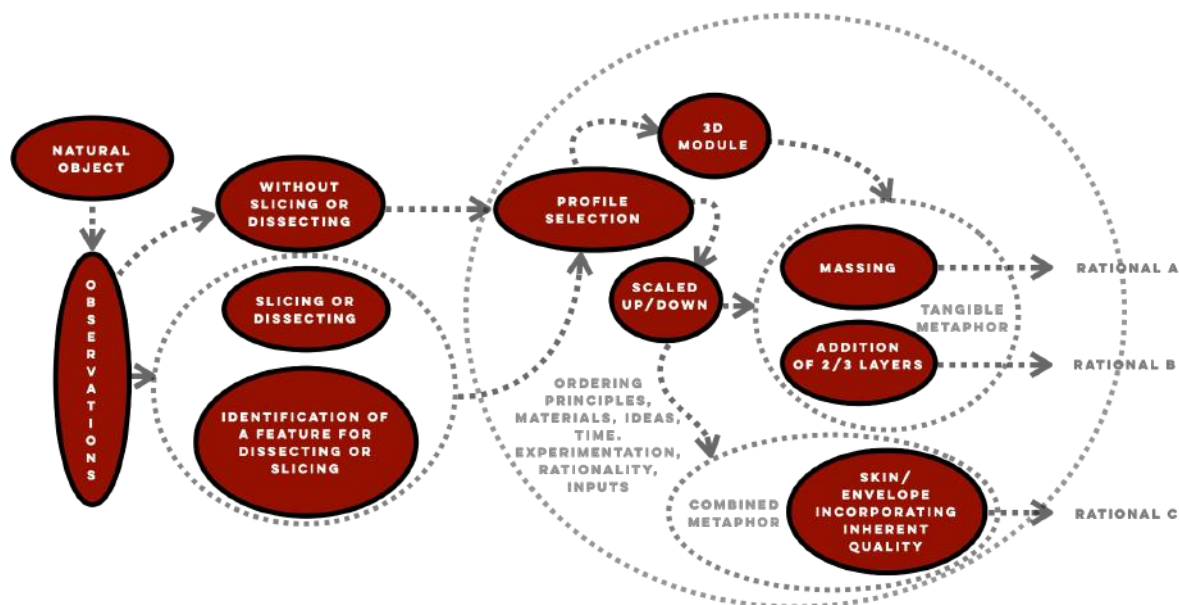 NATURAL
OBJECT
O
B
S
E
R
V
A
T
I
O
N
S
WITHOUT
SLICING OR
DISSECTING
SLICING OR
DISSECTING
IDENTIFICATION OF
A FEATURE FOR
DISSECTING OR
SLICING
PROFILE
SELECTION
3D
MODULE
SCALED
UP/DOWN
ORDERING
PRINCIPLES,
MATERIALS, IDEAS,
TIME.
EXPERIMENTATION,
RATIONALITY,
INPUTS
MASSING
TANGIBLE
METAPHOR
ADDITION
OF 2/3 LAYERS
COMBINED
METAPHOR
SKIN/
ENVELOPE
INCORPORATING
INHERENT
QUALITY
RATIONAL A
RATIONAL B
RATIONAL C